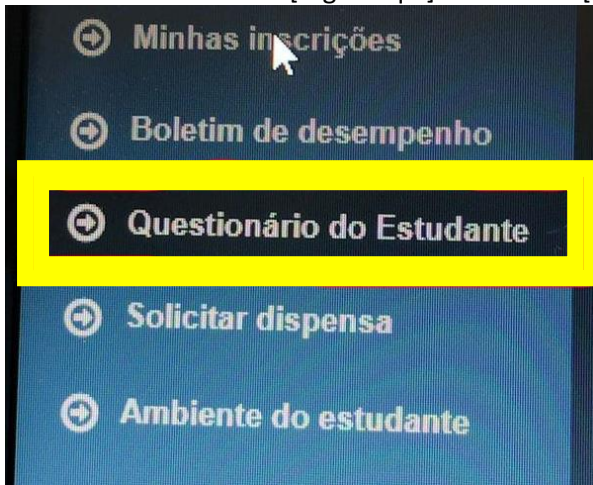 Minhas inscrições
Boletim de desempenho
Questionário do Estudante
Solicitar dispensa
Ambiente do estudante